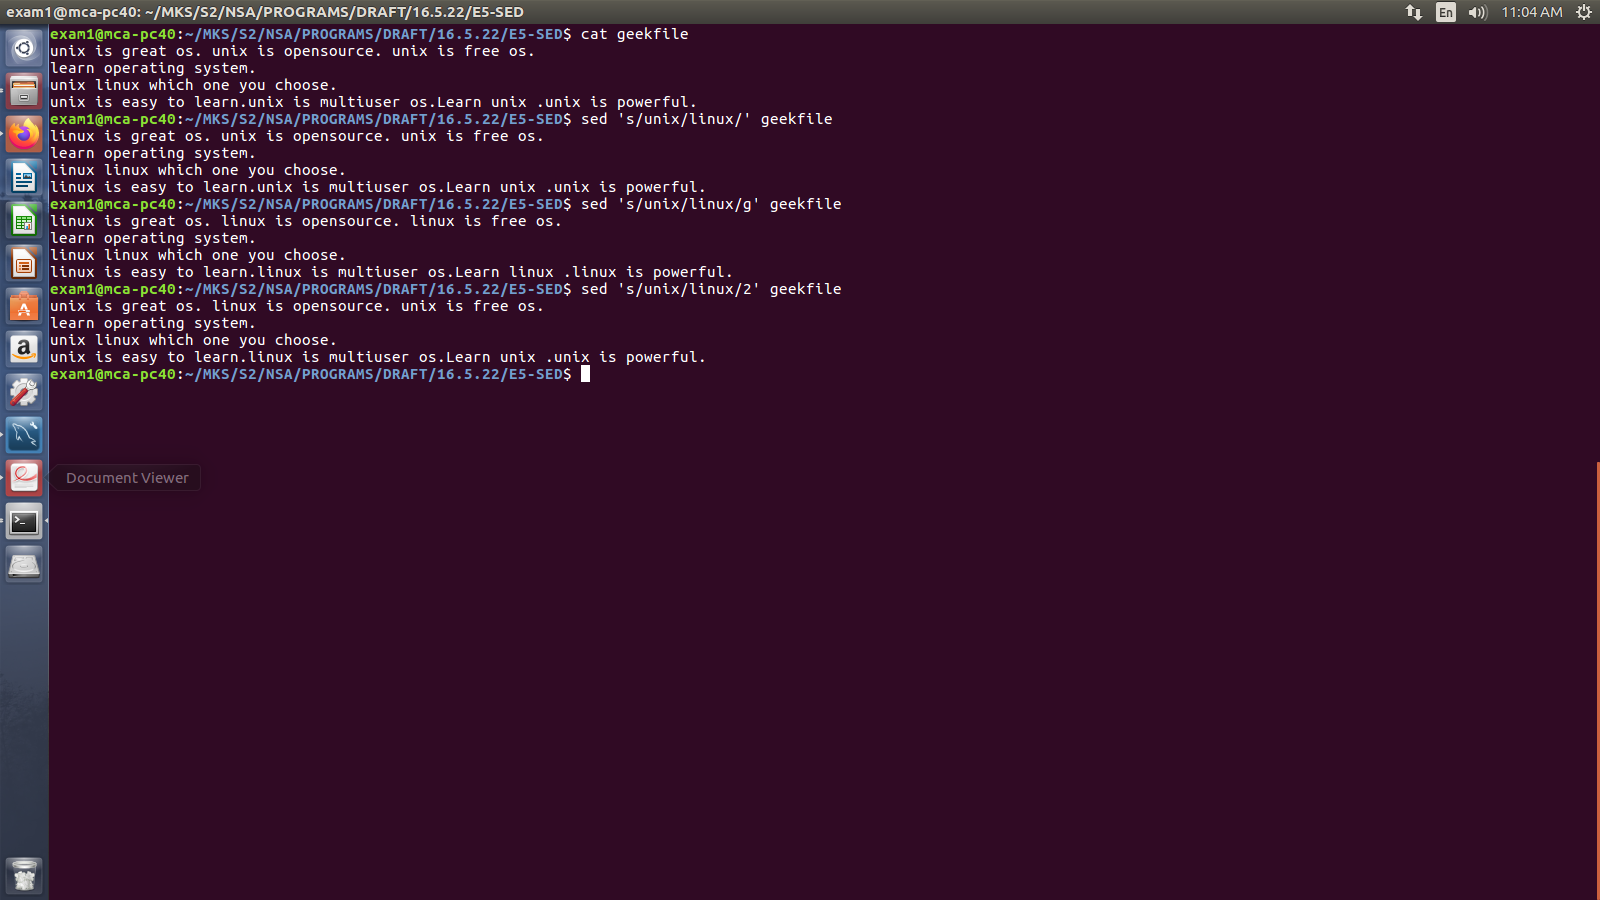 exam1@mca-pc40: ~/MKS/S2/NSA/PROGRAMS/DRAFT/16.5.22/E5-SED
En
11:04 AM
exam1@mca-pc40:~/MKS/S2/NSA/PROGRAMS/DRAFT/16.5.22/E5-SED$ cat geekfile
unix is great os. unix is opensource. unix is free os.
learn operating system.
unix linux which one you choose.
unix is easy to learn.unix is multiuser os.Learn unix .unix is powerful.
exam1@mca-pc40:~/MKS/S2/NSA/PROGRAMS/DRAFT/16.5.22/E5-SED$ sed 's/unix/linux/' geekfile
linux is great os. unix is opensource. unix is free os.
learn operating system.
linux linux which one you choose.
linux is easy to learn.unix is multiuser os.Learn unix .unix is powerful.
exam1@mca-pc40:~/MKS/S2/NSA/PROGRAMS/DRAFT/16.5.22/E5-SED$ sed 's/unix/linux/g' geekfile
linux is great os. linux is opensource. linux is free os.
learn operating system.
linux linux which one you choose.
linux is easy to learn.linux is multiuser os.Learn linux .linux is powerful.
exam1@mca-pc40:~/MKS/S2/NSA/PROGRAMS/DRAFT/16.5.22/E5-SED$ sed 's/unix/linux/2' geekfile
unix is great os. linux is opensource. unix is free os.
learn operating system.
unix linux which one you choose.
unix is easy to learn.linux is multiuser os.Learn unix .unix is powerful.
exam1@mca-pc40:~/MKS/S2/NSA/PROGRAMS/DRAFT/16.5.22/E5-SED$
Document Viewer